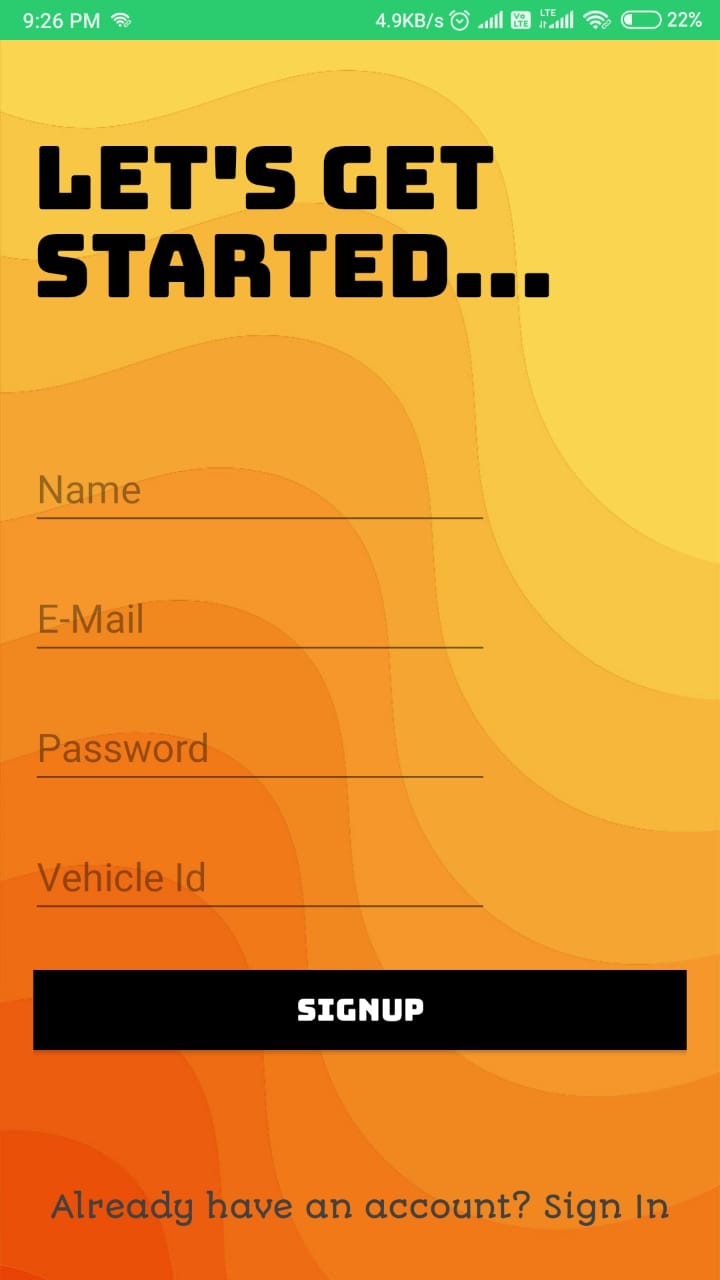 9:26 PM 4.9KB/s Vo LTE LTE 22%
LET'S GET
STARTED...
Name
E-Mail
Password
Vehicle Id
SIGNUP
Already have an account? Sign In